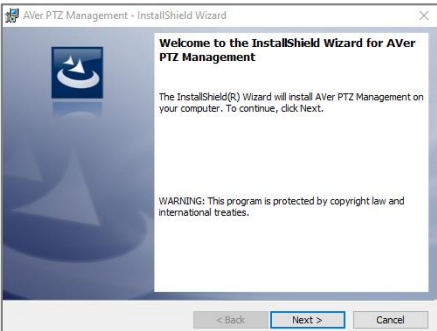 AVer PTZ Management - InstallShield Wizard
Welcome to the InstallShield Wizard for AVer
PTZ Management
The InstallShield(R) Wizard will install AVer PTZ Management on
your computer. To continue, click Next.
WARNING: This program is protected by copyright law and
international treaties.
< Back
Next >
Cancel